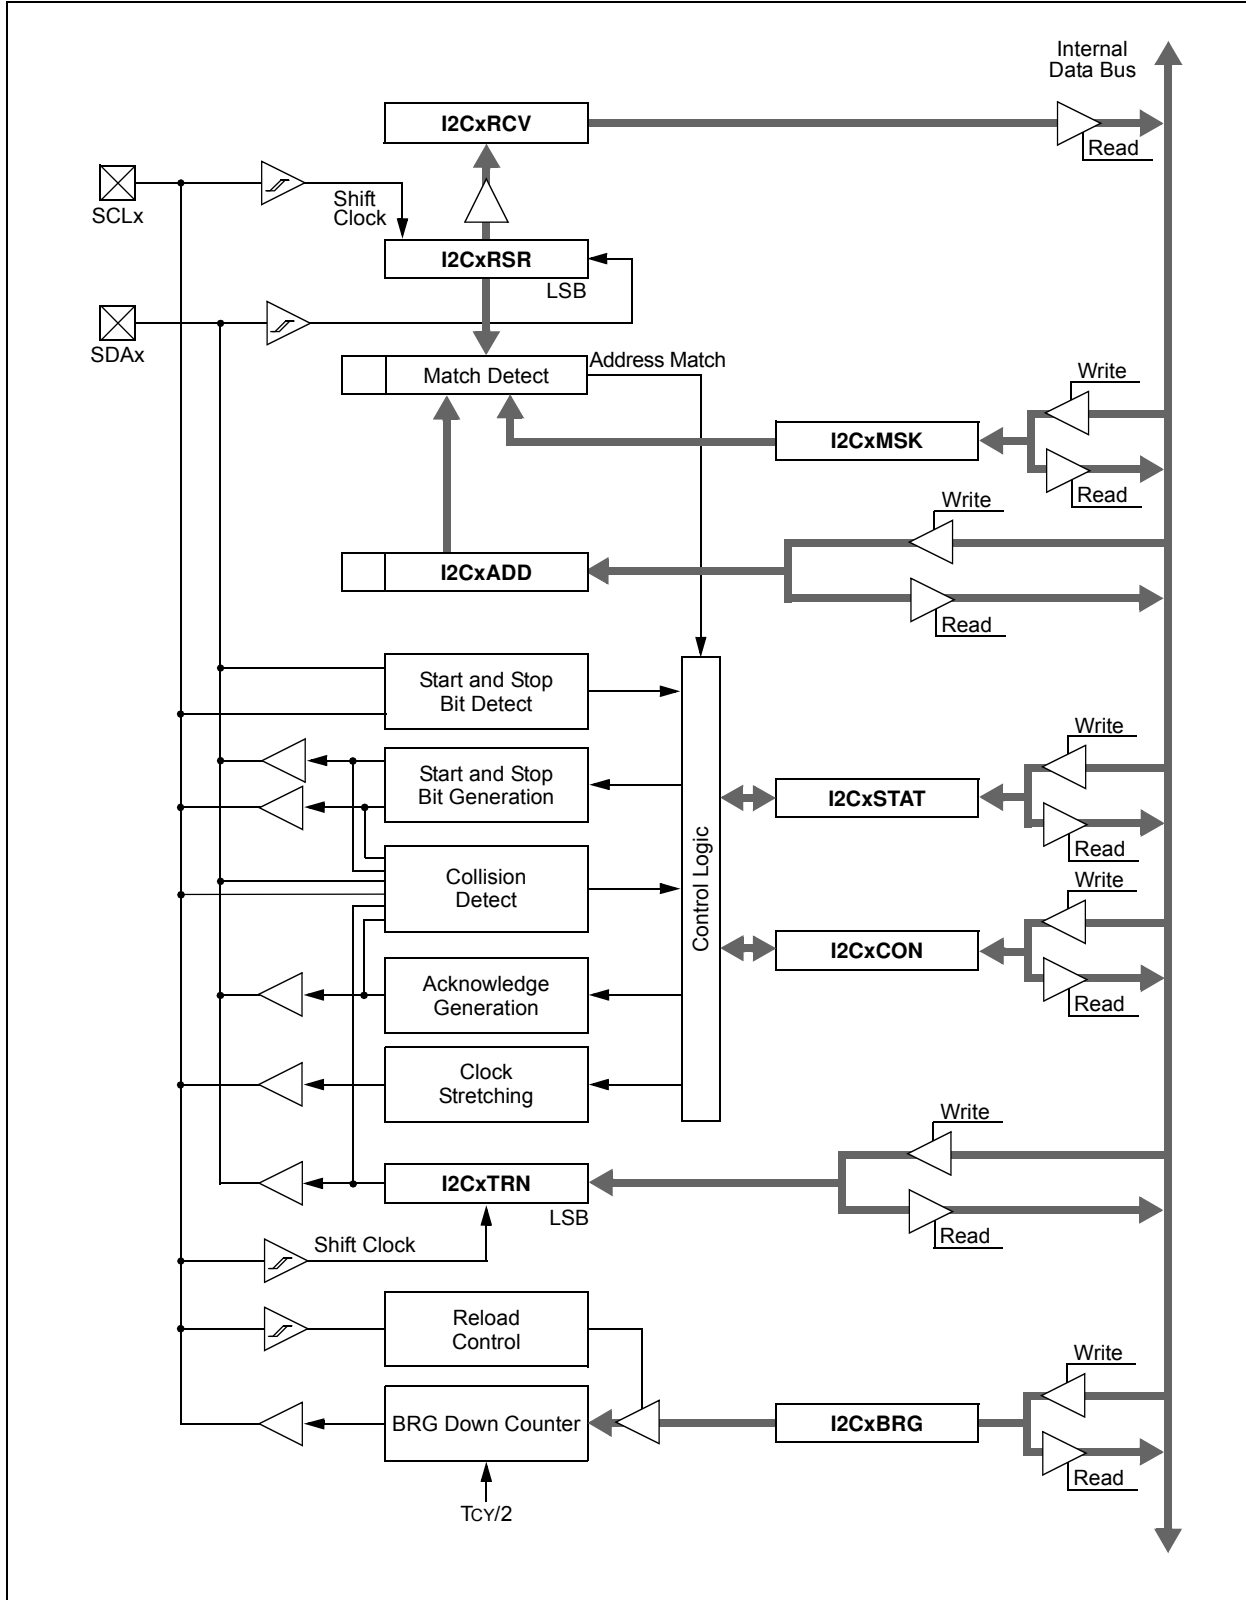 Internal
Data Bus
I2CxRCV
Read
SCLx
Shift
Clock
I2CxRSR
LSB
SDAx
Match Detect
Address Match
Write
I2CxMSK
Read
Write
I2CxADD
Read
Start and Stop
Bit Detect
Write
Start and Stop
Bit Generation
I2CxSTAT
Read
Control Logic
Collision
Detect
Write
I2CxCON
Read
Acknowledge
Generation
Clock
Stretching
Write
I2CxTRN
LSB
Read
Shift Clock
Reload
Control
Write
BRG Down Counter
I2CxBRG
Read
TCY/2